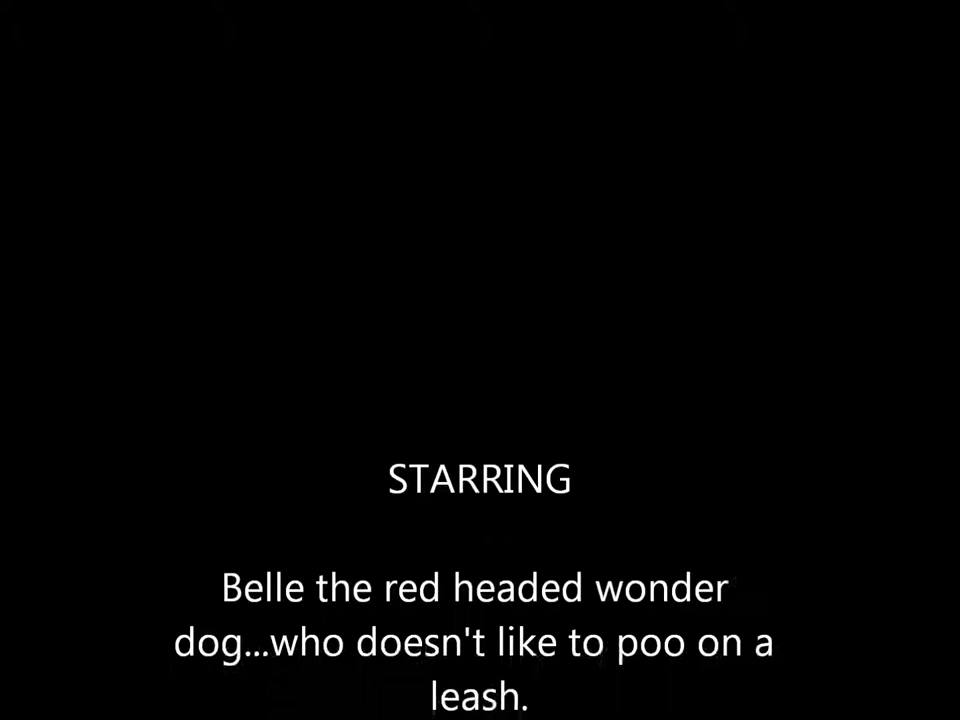 STARRING
Belle the red headed wonder
dog...who doesn't like to poo on a
leash.